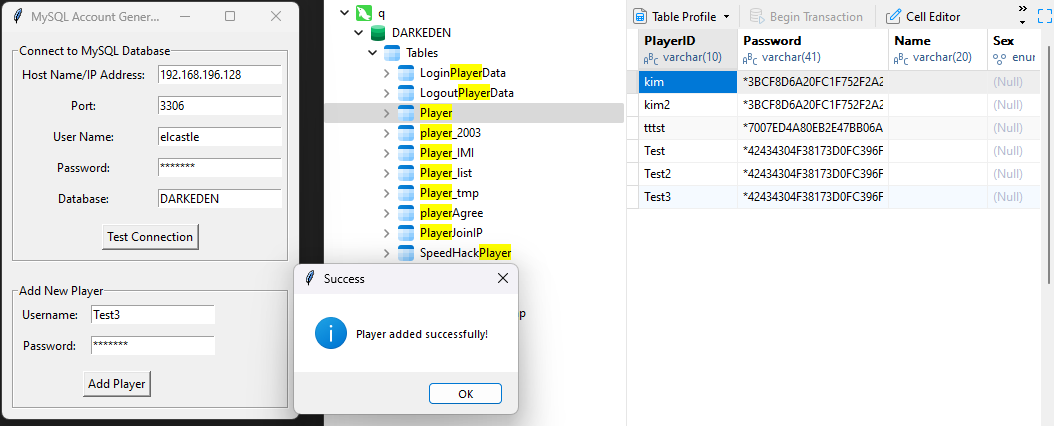 MySQL Account Gener...
Connect to MySQL Database
Host Name/IP Address: 192.168.196.128
Port: 3306
User Name: elcastle
Password: *******
Database: DARKEDEN
Test Connection
Add New Player
Username: Test3
Password: *******
Add Player
Success
Player added successfully!
OK
q
DARKEDEN
Tables
LoginPlayerData
LogoutPlayerData
Player
player_2003
Player_IMI
Player_list
Player_tmp
playerAgree
PlayerJoinIP
SpeedHackPlayer
p
Table Profile Begin Transaction Cell Editor
PlayerID Password Name Sex
varchar(10) varchar(41) varchar(20) enum
kim *3BCF8D6A20FC1F752F2A2 (Null)
kim2 *3BCF8D6A20FC1F752F2A2 (Null)
tttst *7007ED4A80EB2E47BB06A (Null)
Test *42434304F38173D0FC396F (Null)
Test2 *42434304F38173D0FC396F (Null)
Test3 *42434304F38173D0FC396F (Null)